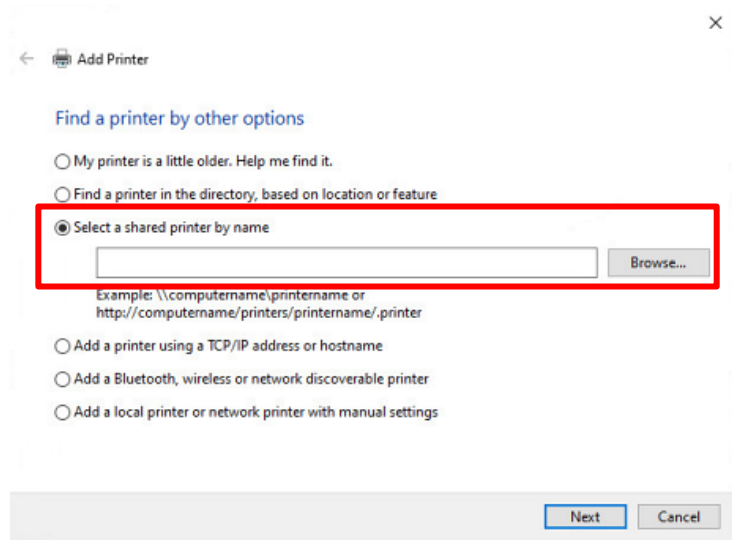 Add Printer
Find a printer by other options
My printer is a little older. Help me find it.
Find a printer in the directory, based on location or feature
Select a shared printer by name
Browse...
Example: \\computername\printername or
http://computername/printers/printername/.printer
Add a printer using a TCP/IP address or hostname
Add a Bluetooth, wireless or network discoverable printer
Add a local printer or network printer with manual settings
Next Cancel